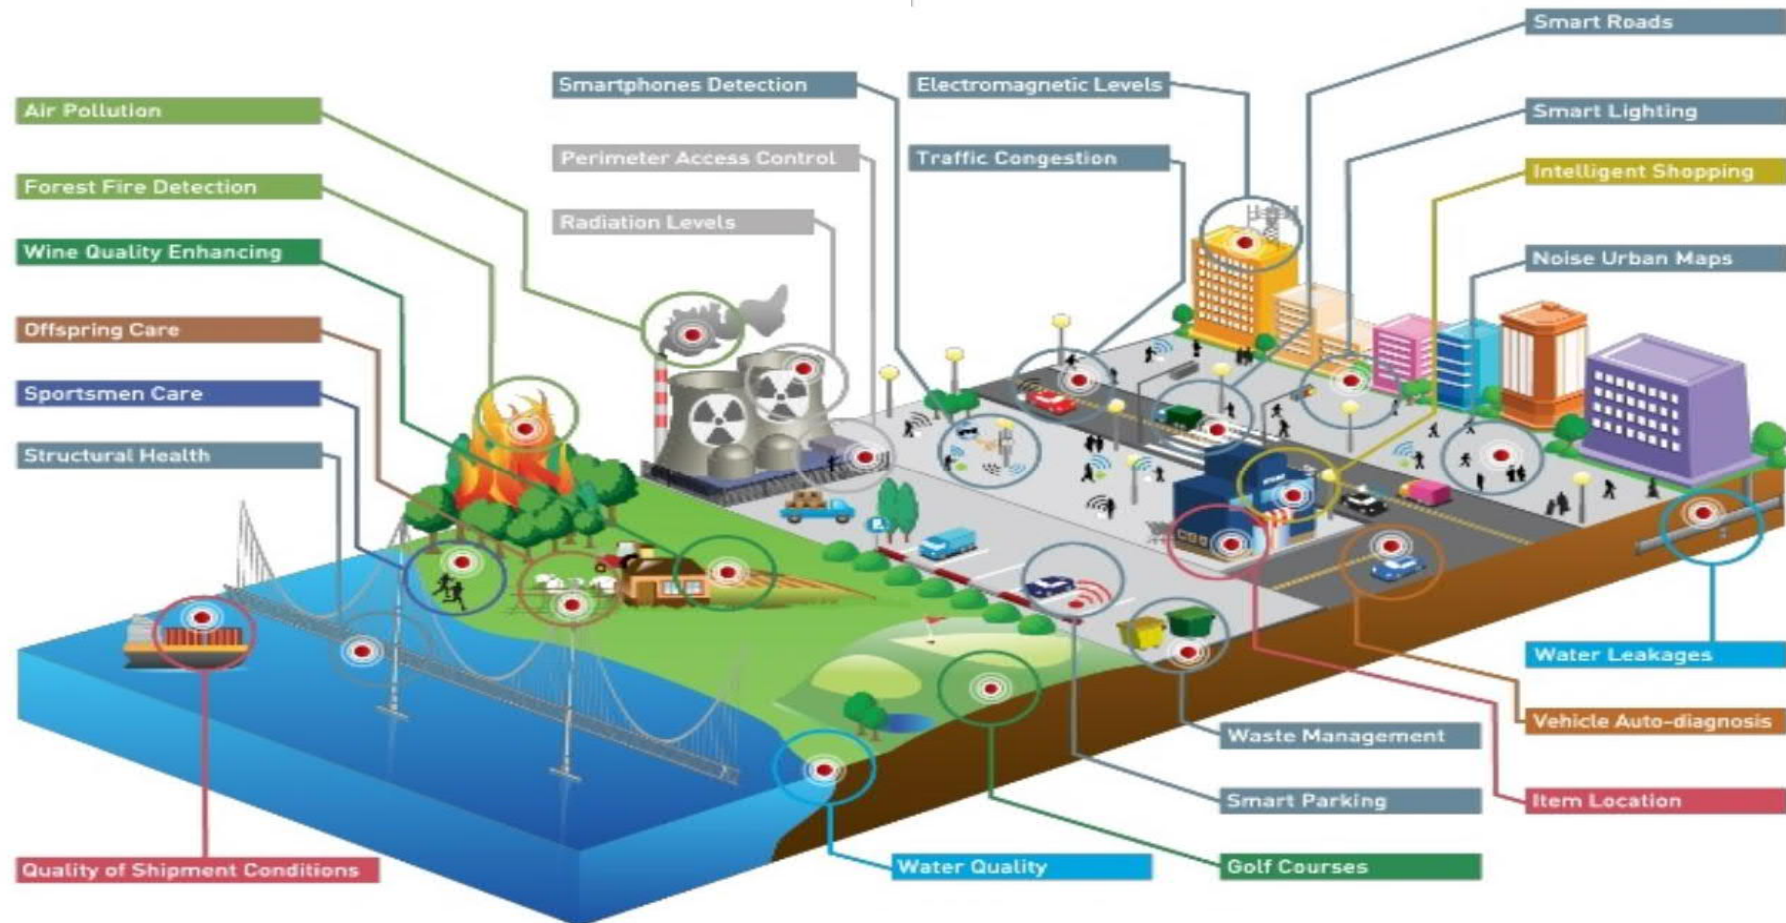 Air Pollution
Forest Fire Detection
Wine Quality Enhancing
Offspring Care
Sportsmen Care
Structural Health
Quality of Shipment Conditions
Smartphones Detection
Perimeter Access Control
Radiation Levels
Electromagnetic Levels
Traffic Congestion
Smart Roads
Smart Lighting
Intelligent Shopping
Noise Urban Maps
Water Leakages
Vehicle Auto-diagnosis
Item Location
Waste Management
Smart Parking
Golf Courses
Water Quality